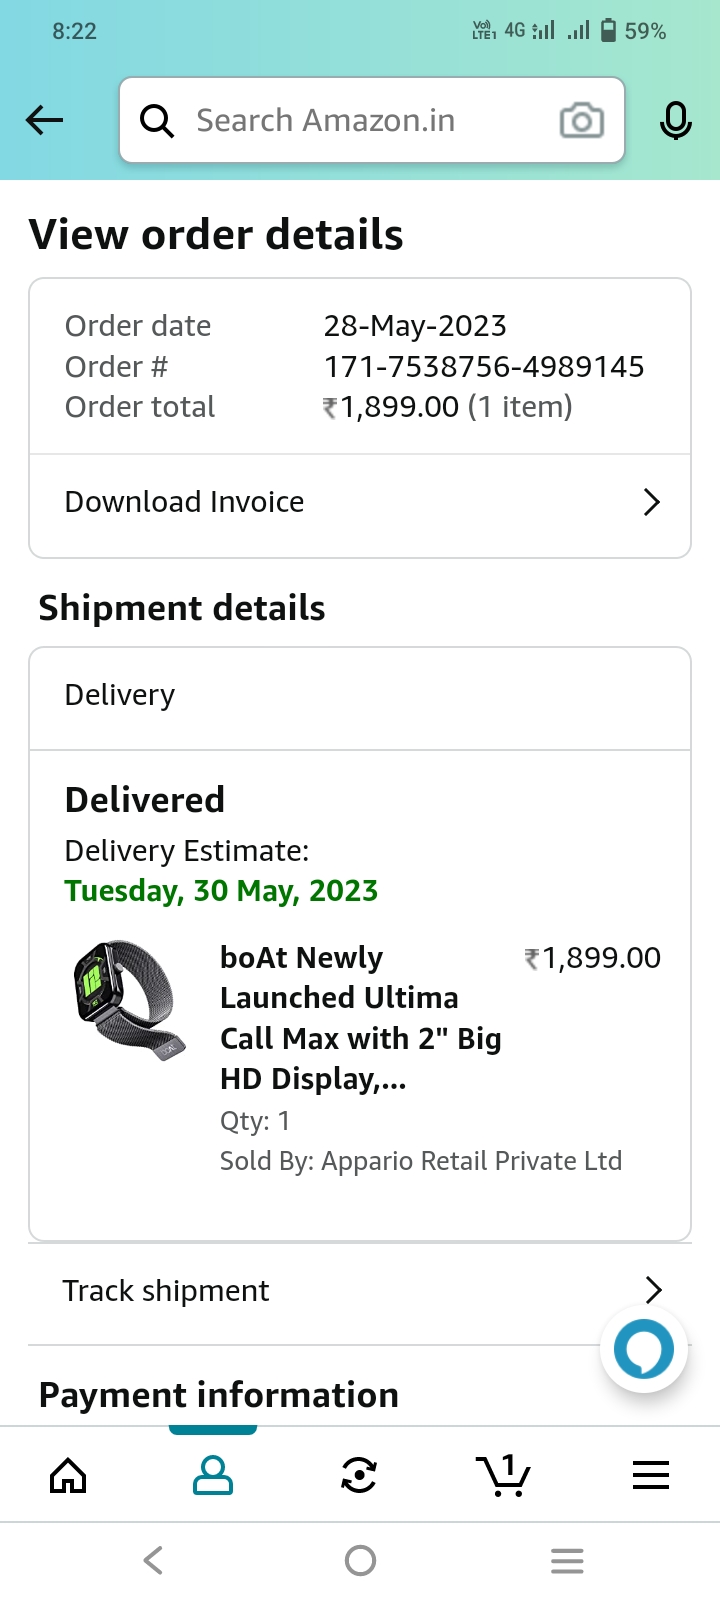 8:22
Vo)) LTE1 4G 59%
Search Amazon.in
View order details
Order date 28-May-2023
Order # 171-7538756-4989145
Order total ₹1,899.00 (1 item)
Download Invoice
Shipment details
Delivery
Delivered
Delivery Estimate:
Tuesday, 30 May, 2023
boAt Newly ₹1,899.00
Launched Ultima
Call Max with 2" Big
HD Display,...
Qty: 1
Sold By: Appario Retail Private Ltd
Track shipment
Payment information
1